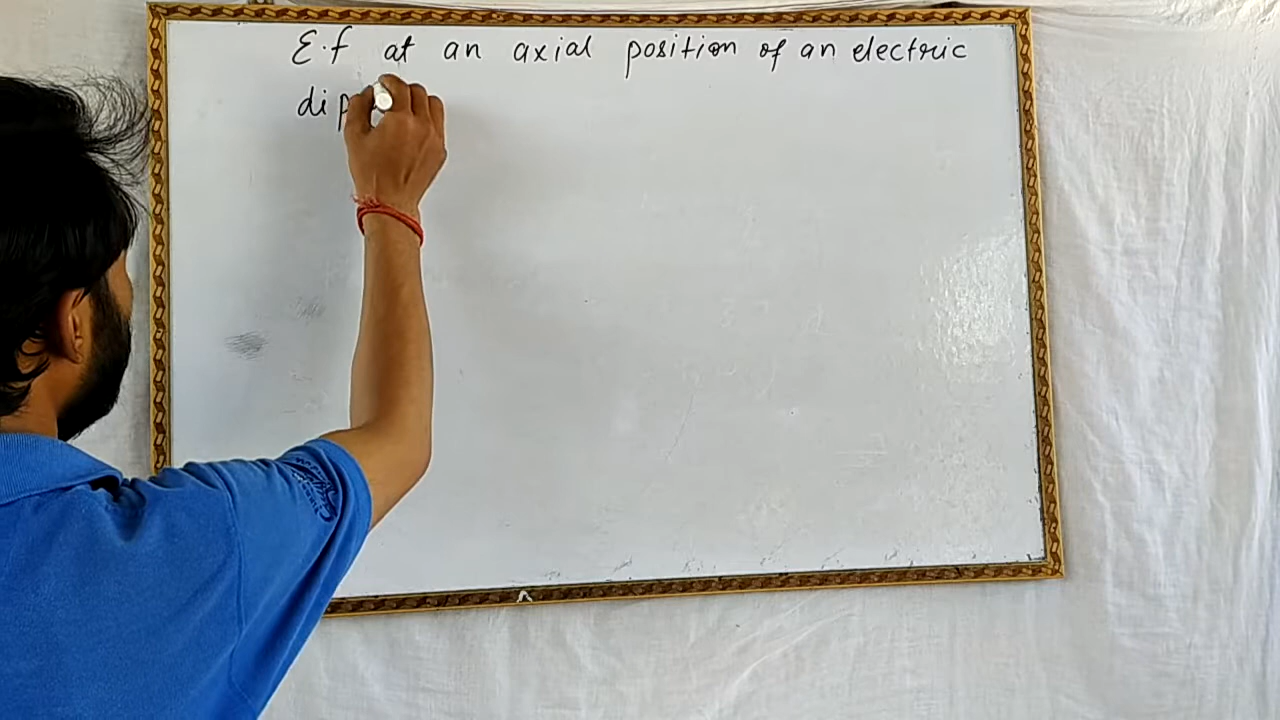 E.f at an axial position of an electric
dip